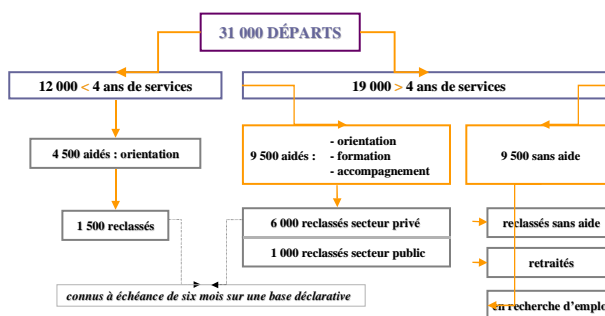 31 000 DÉPARTS
12 000 < 4 ans de services
19 000 > 4 ans de services
4 500 aidés : orientation
9 500 aidés :
- orientation
- formation
- accompagnement
9 500 sans aide
1 500 reclassés
6 000 reclassés secteur privé
1 000 reclassés secteur public
reclassés sans aide
retraités
en recherche d'emplo
connus à échéance de six mois sur une base déclarative